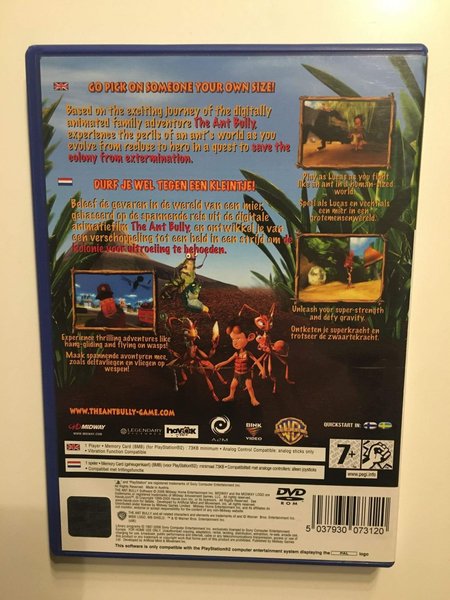 GO PICK ON SOMEONE YOUR OWN SIZE!
Based on the exciting journey of the digitally
animated family adventure The Ant Bully,
experience the perils of an ant's world as you
evolve from recluse to hero in a quest to save the
colony from extermination.
DURF JE WEL TEGEN EEN KLEINTJE!
Beleef de gevaren in de wereld van een mier,
gebaseerd op de spannende reis uit de digitale
animatiefilm The Ant Bully, en ontwikkel je van
een verschoppeling tot een held in een strijd om de
kolonie voor uitroeiing te behoeden.
Play as Lucas as you fight
like an ant in a human-sized
world.
Speel als Lucas en vecht als
een mier in een
grotemensenwereld.
Unleash your super-strength
and defy gravity.
Ontketen je superkracht en
trotseer de zwaartekracht.
Experience thrilling adventures like
hang-gliding and flying on wasps!
Maak spannende avonturen mee,
zoals deltavliegen en vliegen op
wespen!
WWW.THEANTBULLY-GAME.COM
MIDWAY
www.midway.com
LEGENDARY
havok
A2M
BINK
VIDEO
WB
QUICKSTART IN:
1 Player • Memory Card (8MB) (for PlayStation®2): 73KB minimum • Analog Control Compatible: analog sticks only
• Vibration Function Compatible
1 speler • Memory Card (geheugenkaart) (8MB) (voor PlayStation®2): minimaal 73KB • Compatibel met analoge controllers: alleen joysticks
• Compatibel met trilfunctie
7+
www.pegi.info
DVD
ROM
5 037930 073120
This software is only compatible with the PlayStation®2 computer entertainment system displaying the PAL logo